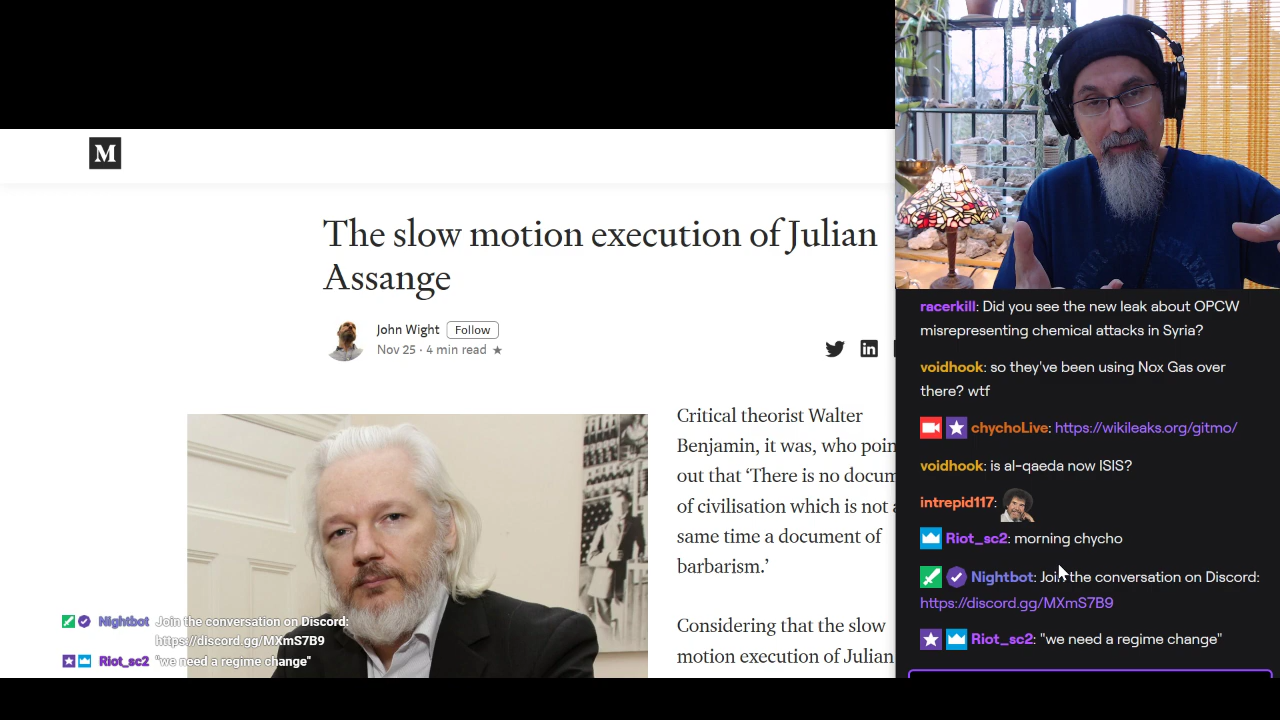 M
The slow motion execution of Julian
Assange
John Wight Follow
Nov 25 · 4 min read ★
Critical theorist Walter
Benjamin, it was, who poin
out that ‘There is no docum
of civilisation which is not a
same time a document of
barbarism.’
Considering that the slow
motion execution of Julian
Nightbot Join the conversation on Discord:
https://discord.gg/MXmS7B9
Riot_sc2 "we need a regime change"
racerkill: Did you see the new leak about OPCW
misrepresenting chemical attacks in Syria?
voidhook: so they've been using Nox Gas over
there? wtf
chychoLive: https://wikileaks.org/gitmo/
voidhook: is al-qaeda now ISIS?
intrepid117:
Riot_sc2: morning chycho
Nightbot: Join the conversation on Discord:
https://discord.gg/MXmS7B9
Riot_sc2: "we need a regime change"